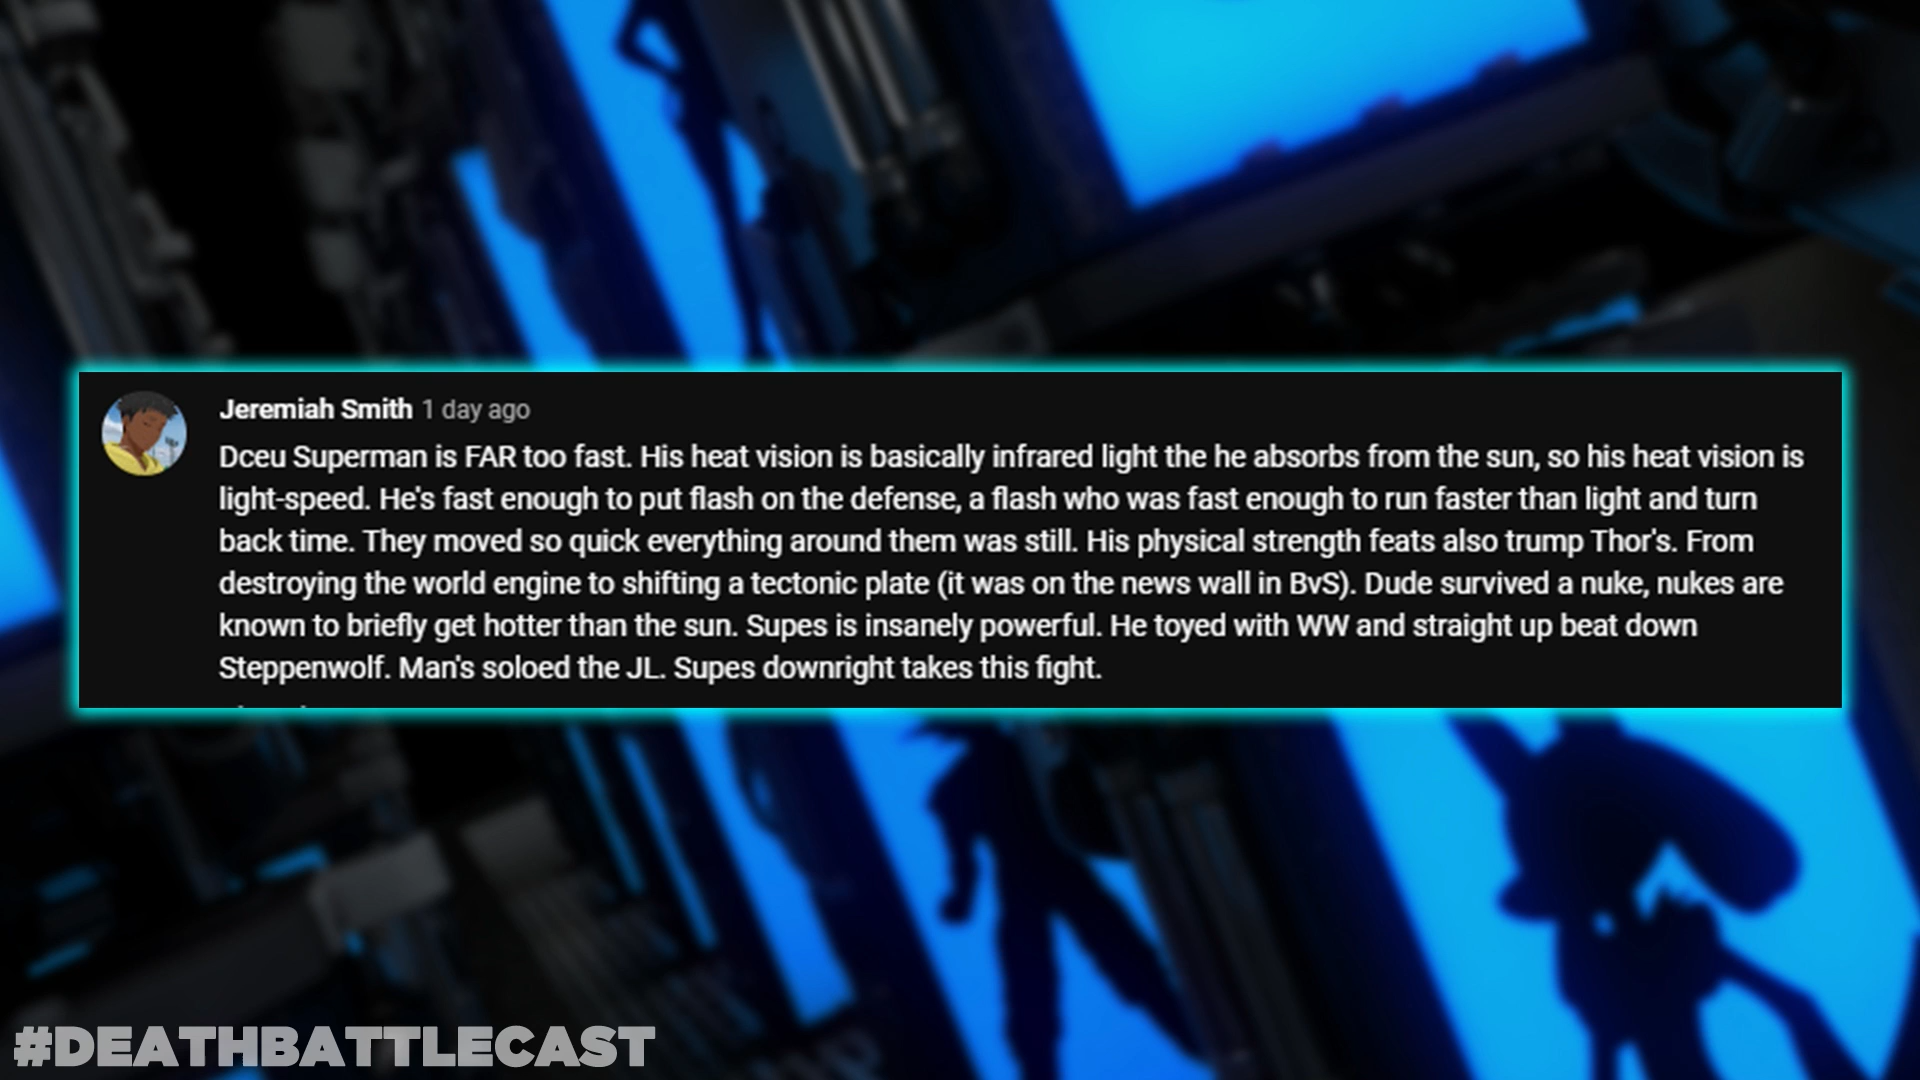 Jeremiah Smith 1 day ago
Dceu Superman is FAR too fast. His heat vision is basically infrared light the he absorbs from the sun, so his heat vision is
light-speed. He's fast enough to put flash on the defense, a flash who was fast enough to run faster than light and turn
back time. They moved so quick everything around them was still. His physical strength feats also trump Thor's. From
destroying the world engine to shifting a tectonic plate (it was on the news wall in BvS). Dude survived a nuke, nukes are
known to briefly get hotter than the sun. Supes is insanely powerful. He toyed with WW and straight up beat down
Steppenwolf. Man's soloed the JL. Supes downright takes this fight.
#DEATHBATTLECAST